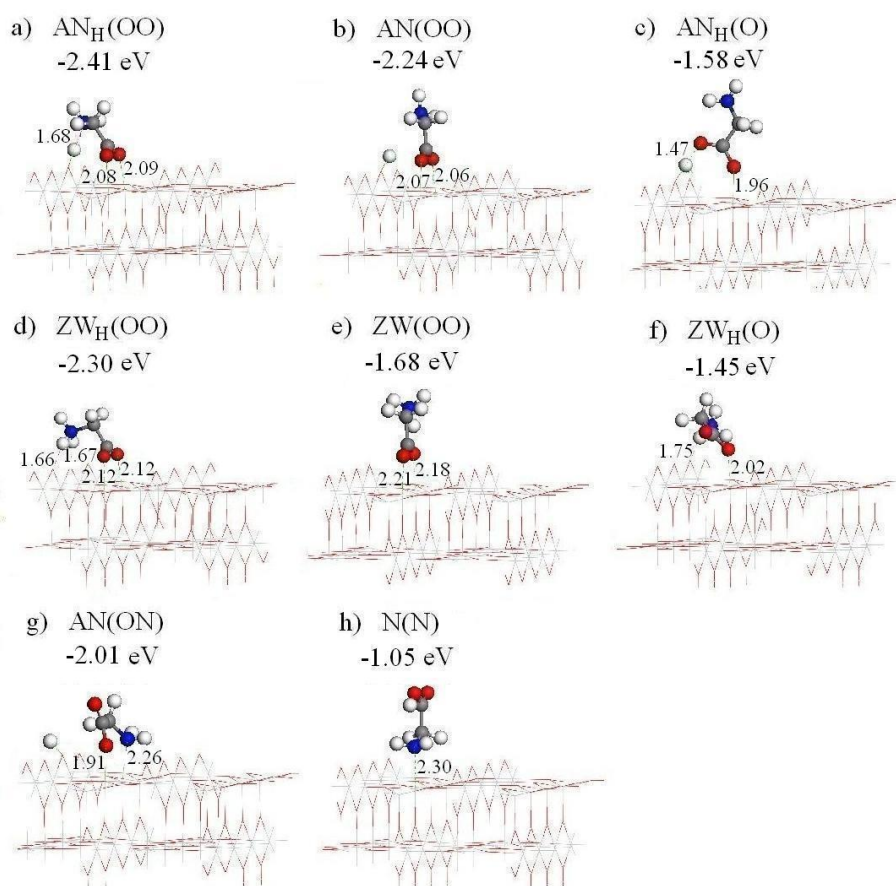 a) AN_H(OO)
-2.41 eV
1.68
2.08
2.09
b) AN(OO)
-2.24 eV
2.07
2.06
c) AN_H(O)
-1.58 eV
1.47
1.96
d) ZW_H(OO)
-2.30 eV
1.66
1.67
2.12
2.12
e) ZW(OO)
-1.68 eV
2.21
2.18
f) ZW_H(O)
-1.45 eV
1.75
2.02
g) AN(ON)
-2.01 eV
1.91
2.26
h) N(N)
-1.05 eV
2.30